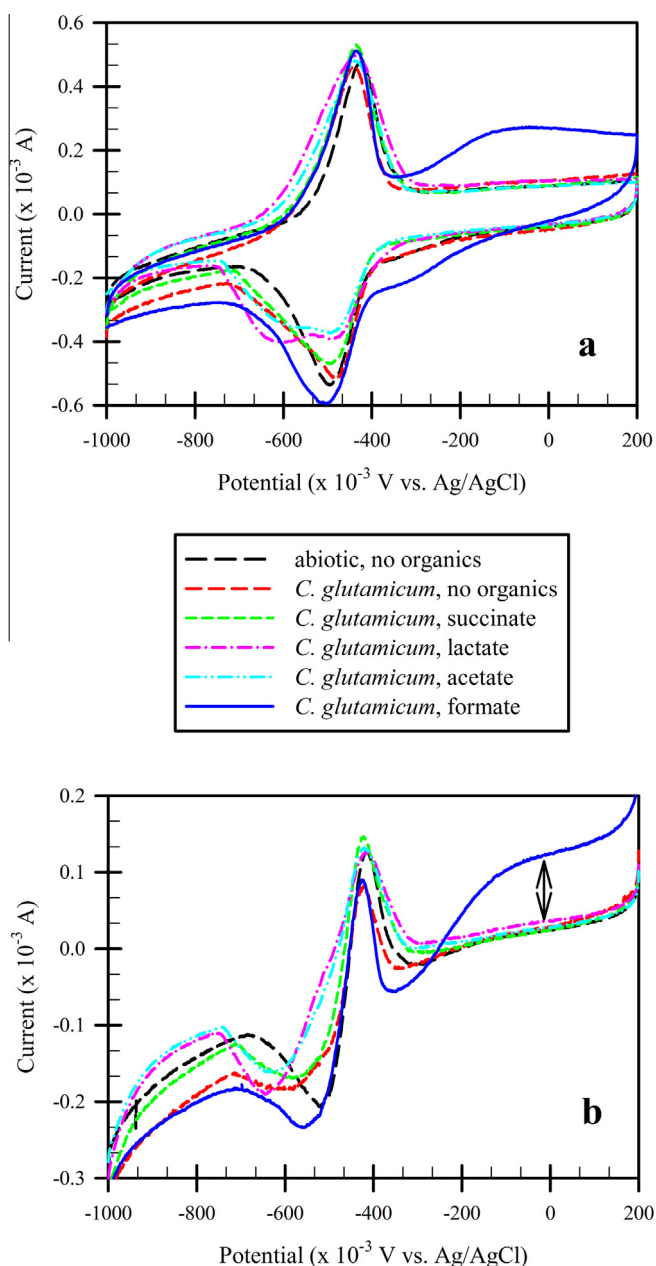 0.6
0.4
0.2
0.0
-0.2
-0.4
-0.6
Current (x 10-3 A)
a
-1000 -800 -600 -400 -200 0 200
Potential (x 10-3 V vs. Ag/AgCl)
abiotic, no organics
C. glutamicum, no organics
C. glutamicum, succinate
C. glutamicum, lactate
C. glutamicum, acetate
C. glutamicum, formate
0.2
0.1
0.0
-0.1
-0.2
-0.3
Current (x 10-3 A)
b
-1000 -800 -600 -400 -200 0 200
Potential (x 10-3 V vs. Ag/AgCl)